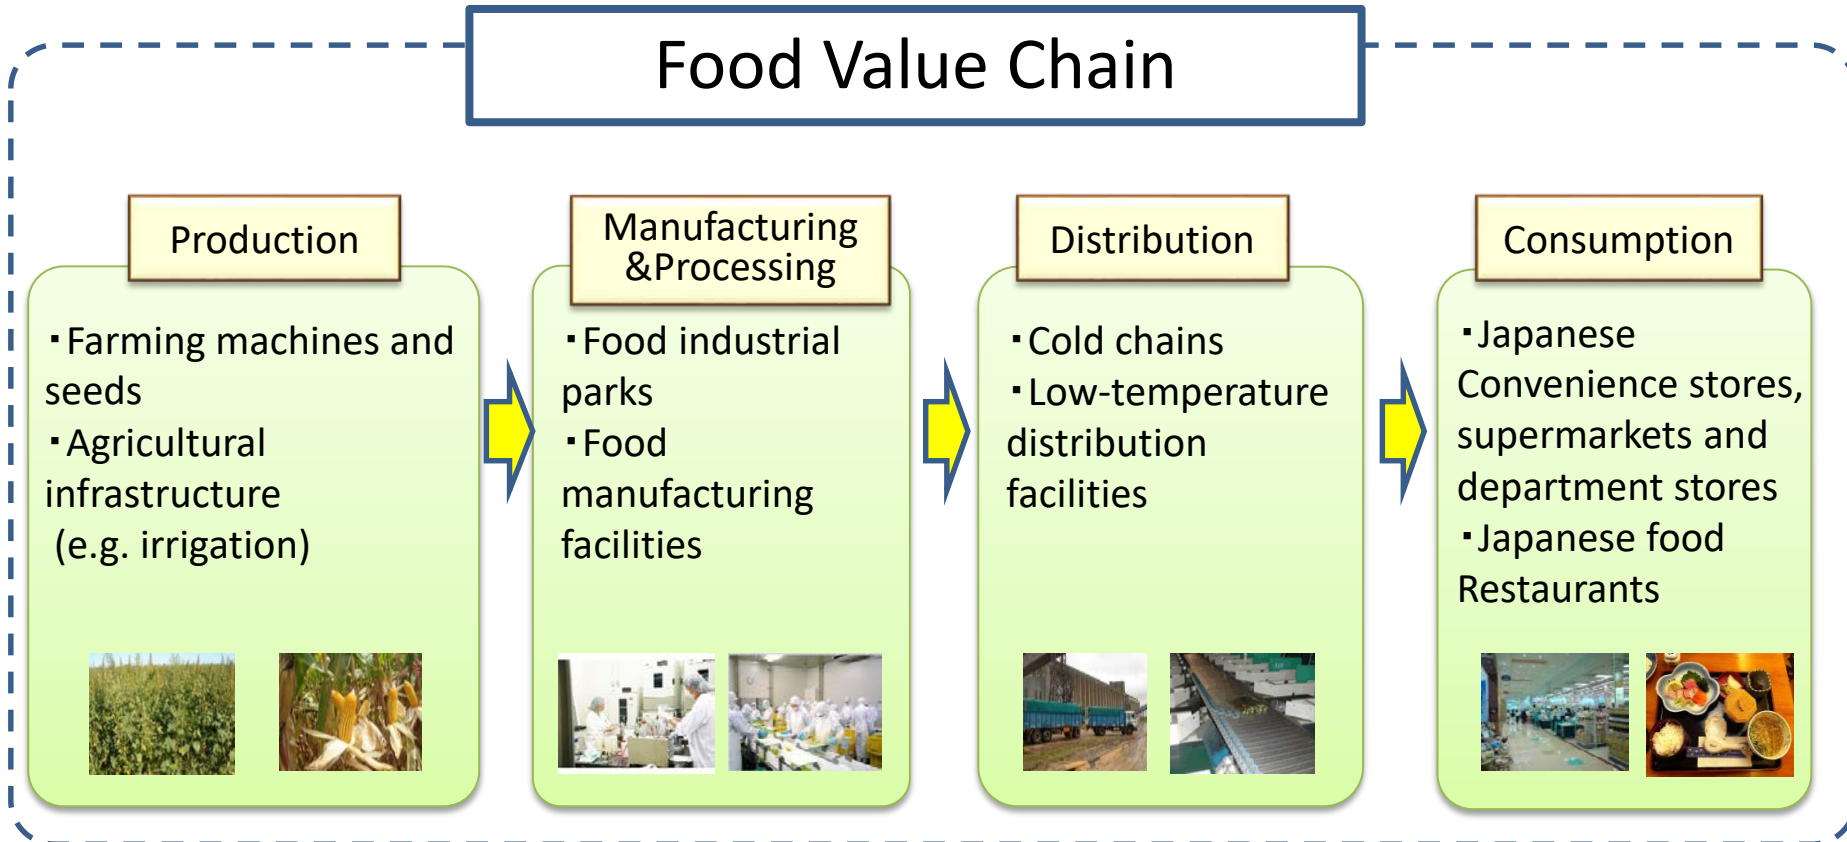 Food Value Chain
Production
・Farming machines and
seeds
・Agricultural
infrastructure
(e.g. irrigation)
Manufacturing
&Processing
・Food industrial
parks
・Food
manufacturing
facilities
Distribution
・Cold chains
・Low-temperature
distribution
facilities
Consumption
・Japanese
Convenience stores,
supermarkets and
department stores
・Japanese food
Restaurants